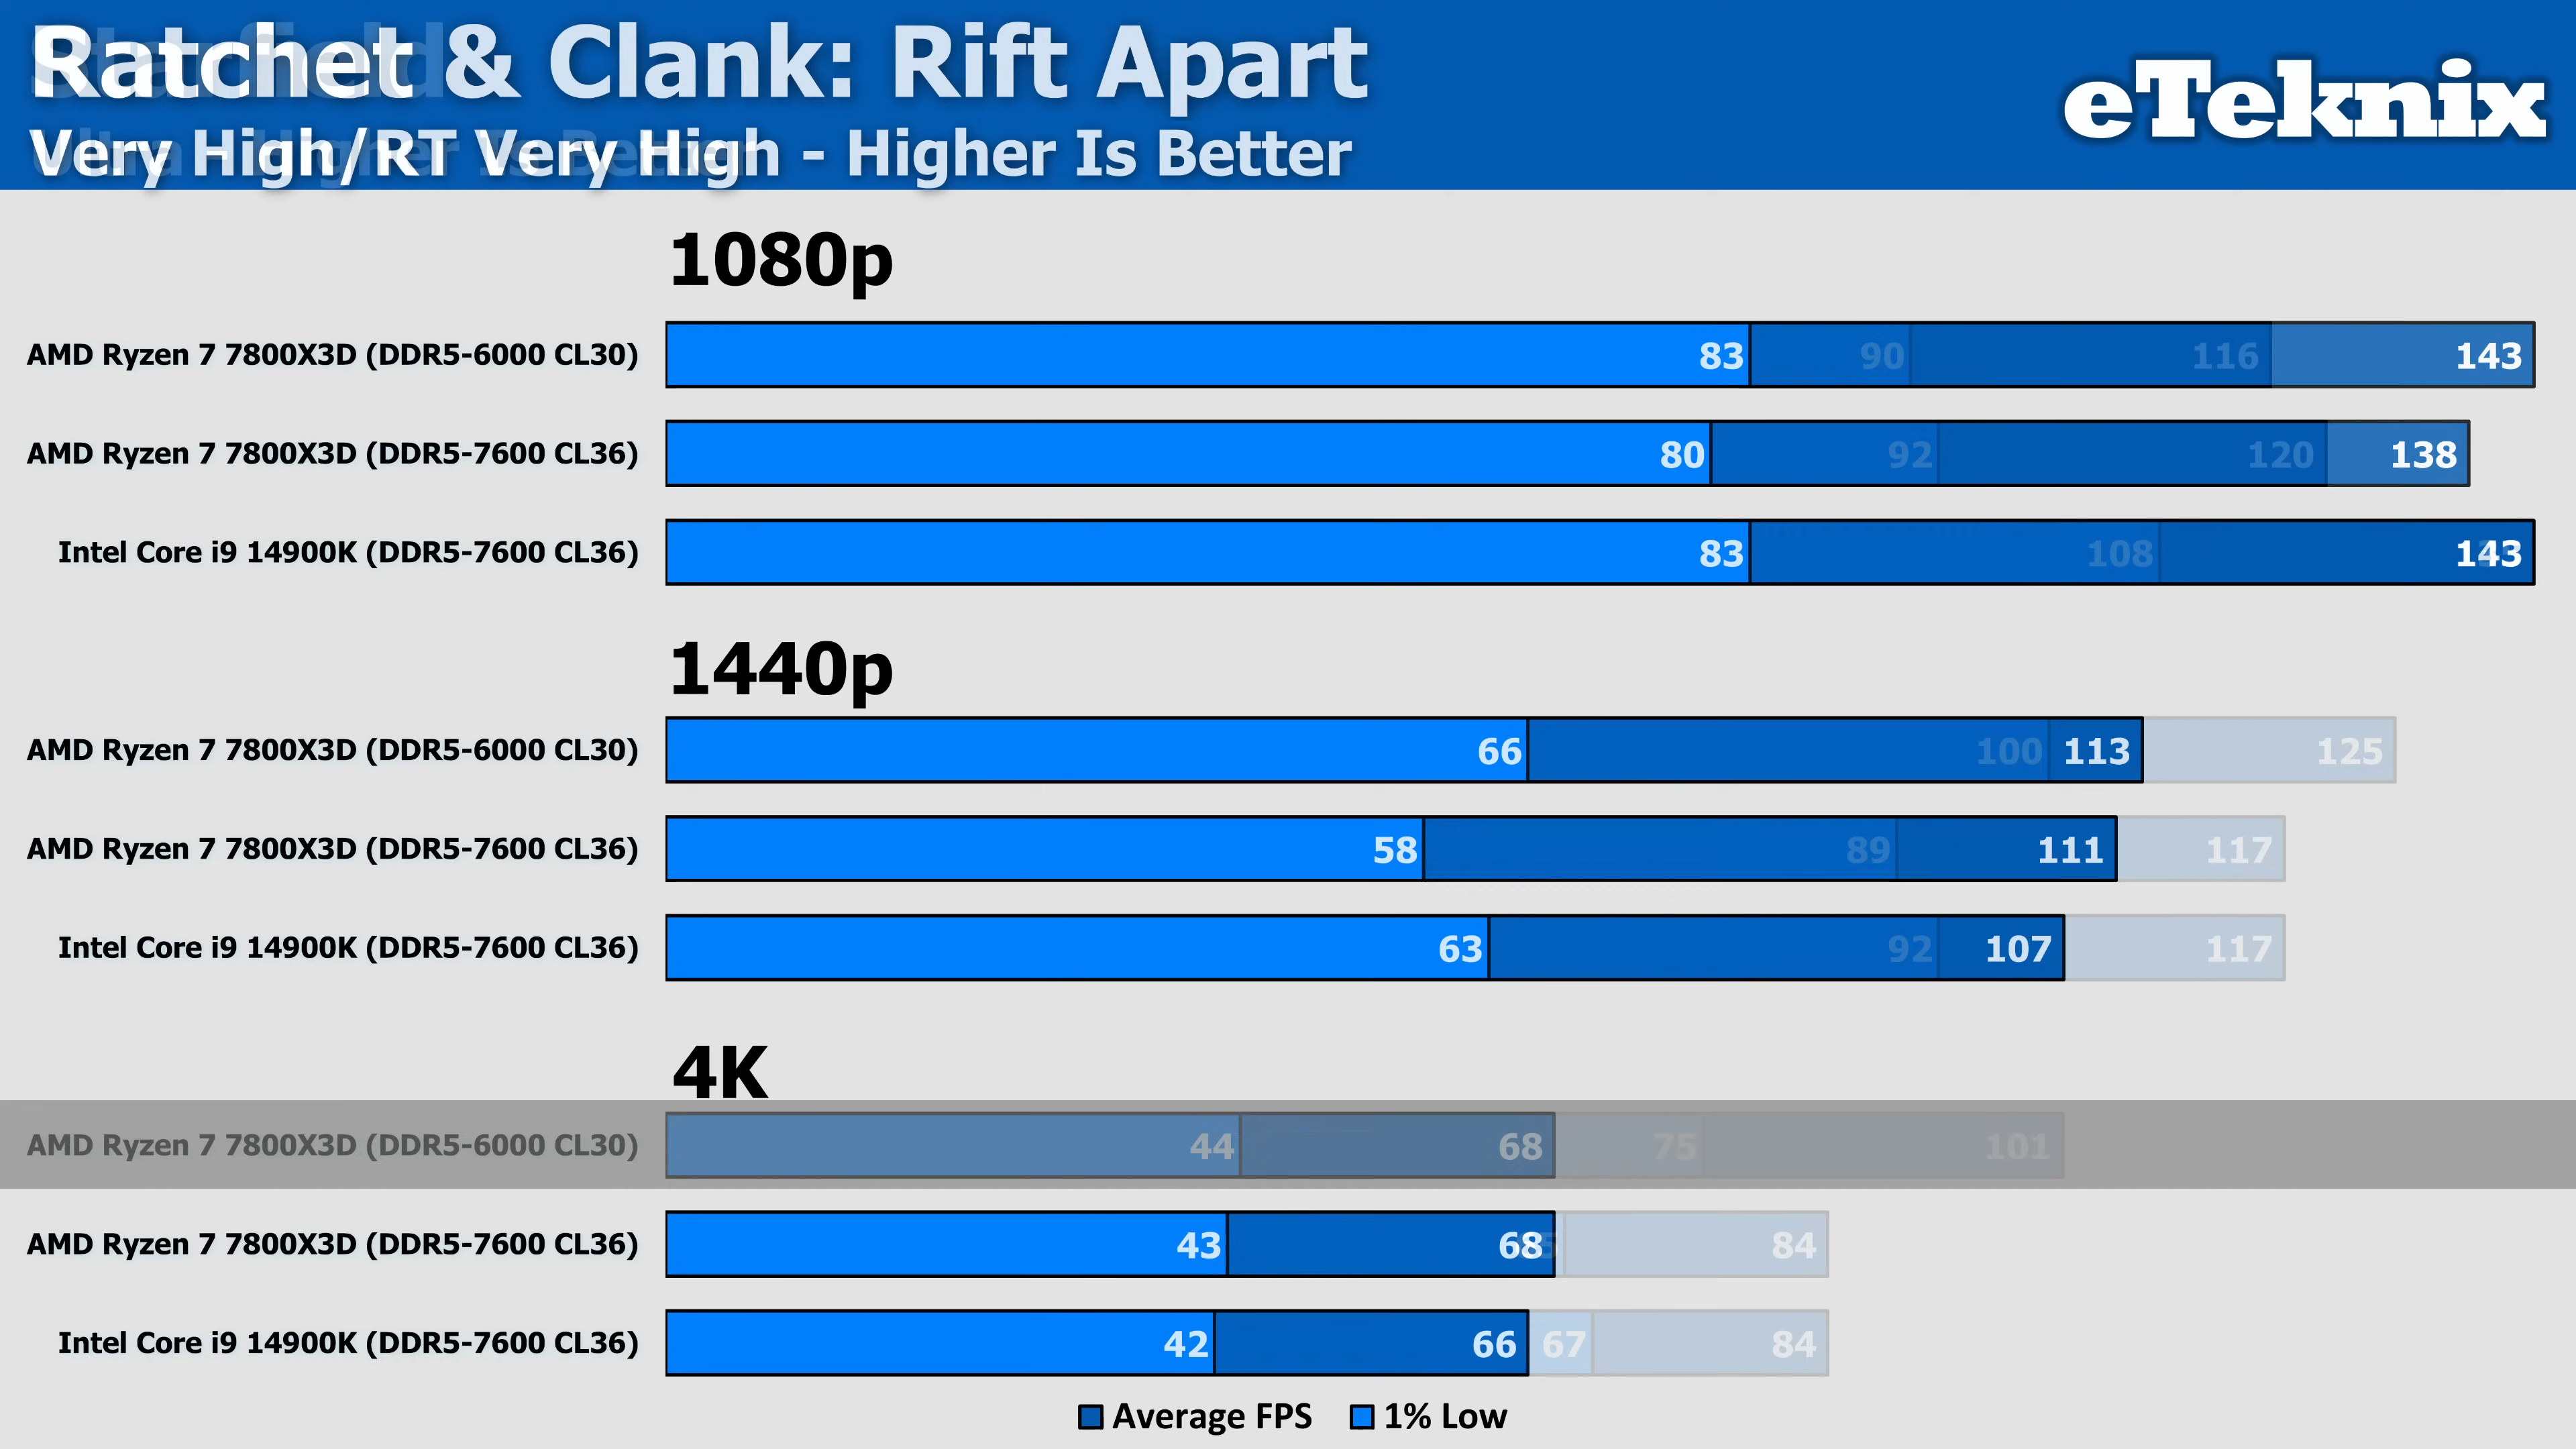 Ratchet & Clank: Rift Apart
eTeknix
Very High/RT Very High - Higher Is Better
1080p
AMD Ryzen 7 7800X3D (DDR5-6000 CL30) 83 90 116 143
AMD Ryzen 7 7800X3D (DDR5-7600 CL36) 80 92 120 138
Intel Core i9 14900K (DDR5-7600 CL36) 83 108 143
1440p
AMD Ryzen 7 7800X3D (DDR5-6000 CL30) 66 100 113 125
AMD Ryzen 7 7800X3D (DDR5-7600 CL36) 58 89 111 117
Intel Core i9 14900K (DDR5-7600 CL36) 63 92 107 117
4K
AMD Ryzen 7 7800X3D (DDR5-6000 CL30) 44 68 75 101
AMD Ryzen 7 7800X3D (DDR5-7600 CL36) 43 68 84
Intel Core i9 14900K (DDR5-7600 CL36) 42 66 67 84
Average FPS 1% Low